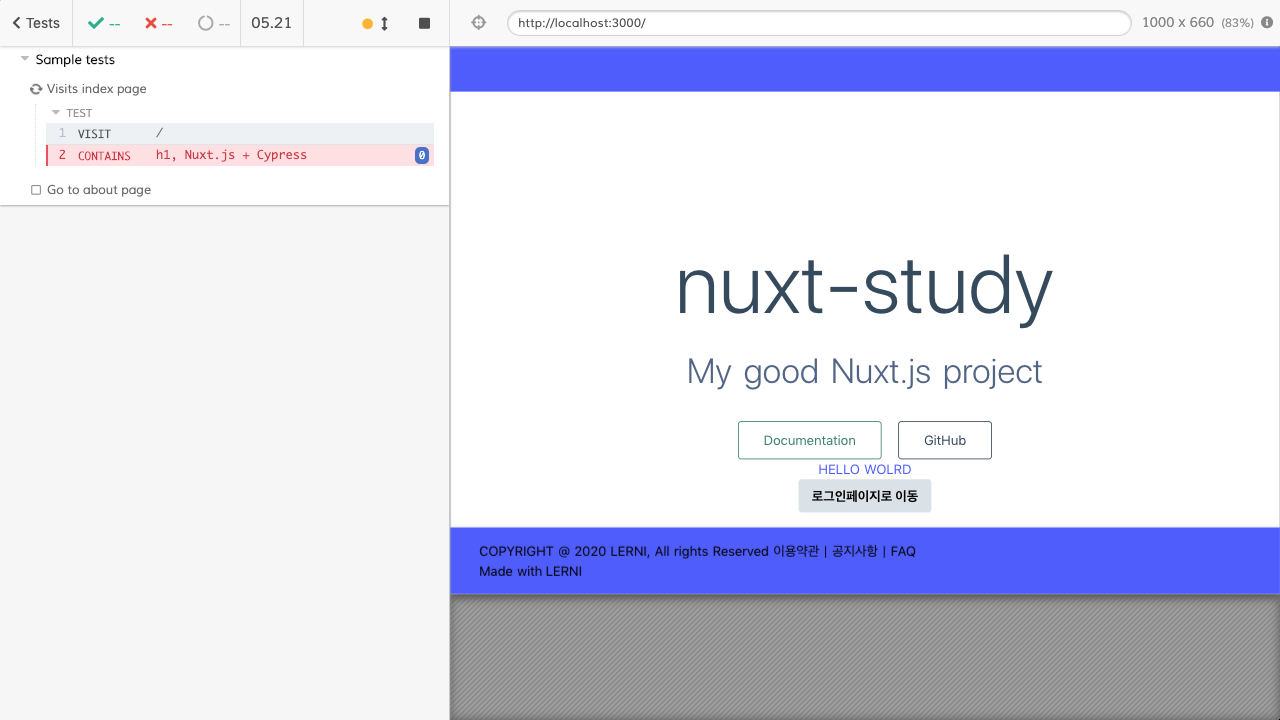 Tests
--
--
--
05.21
http://localhost:3000/
1000 x 660 (83%)
Sample tests
Visits index page
TEST
1 VISIT /
2 CONTAINS h1, Nuxt.js + Cypress 0
Go to about page
nuxt-study
My good Nuxt.js project
Documentation
GitHub
HELLO WOLRD
로그인페이지로 이동
COPYRIGHT @ 2020 LERNI, All rights Reserved 이용약관 | 공지사항 | FAQ
Made with LERNI